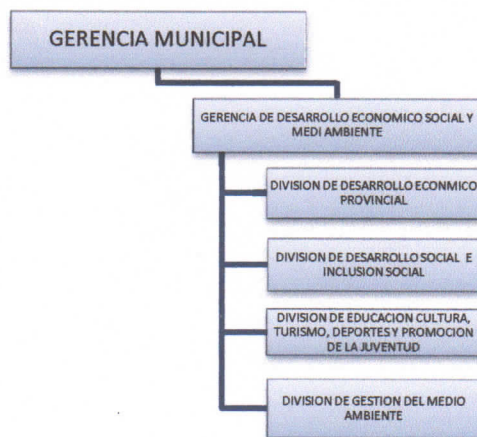 GERENCIA MUNICIPAL
GERENCIA DE DESARROLLO ECONOMICO SOCIAL Y
MEDI AMBIENTE
DIVISION DE DESARROLLO ECONMICO
PROVINCIAL
DIVISION DE DESARROLLO SOCIAL E
INCLUSION SOCIAL
DIVISION DE EDUCACION CULTURA,
TURISMO, DEPORTES Y PROMOCION
DE LA JUVENTUD
DIVISION DE GESTION DEL MEDIO
AMBIENTE